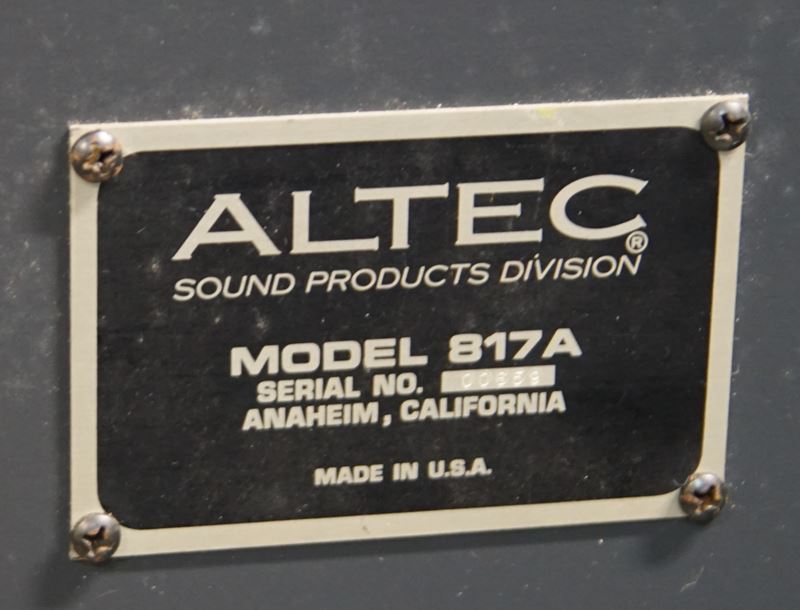 ALTEC®
SOUND PRODUCTS DIVISION
MODEL 817A
SERIAL NO.
ANAHEIM, CALIFORNIA
MADE IN U.S.A.